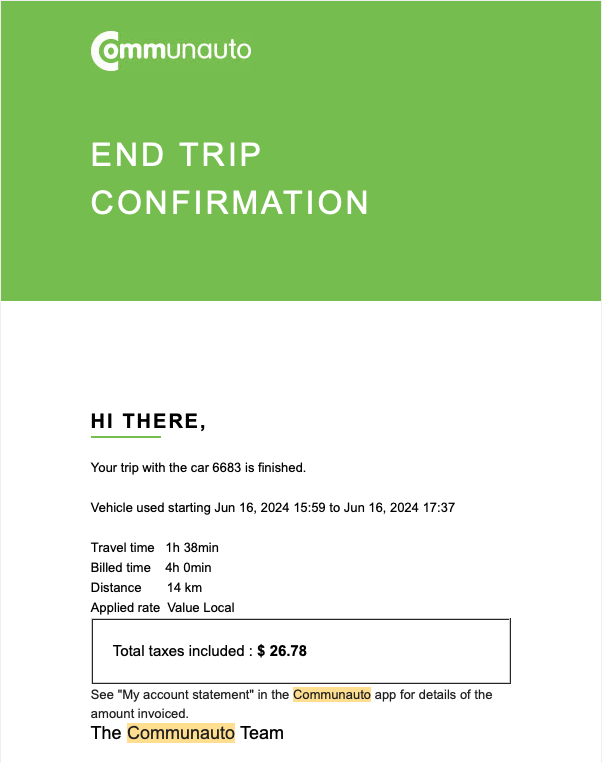 Communauto
END TRIP
CONFIRMATION
HI THERE,
Your trip with the car 6683 is finished.
Vehicle used starting Jun 16, 2024 15:59 to Jun 16, 2024 17:37
Travel time 1h 38min
Billed time 4h 0min
Distance 14 km
Applied rate Value Local
Total taxes included : $ 26.78
See "My account statement" in the Communauto app for details of the
amount invoiced.
The Communauto Team